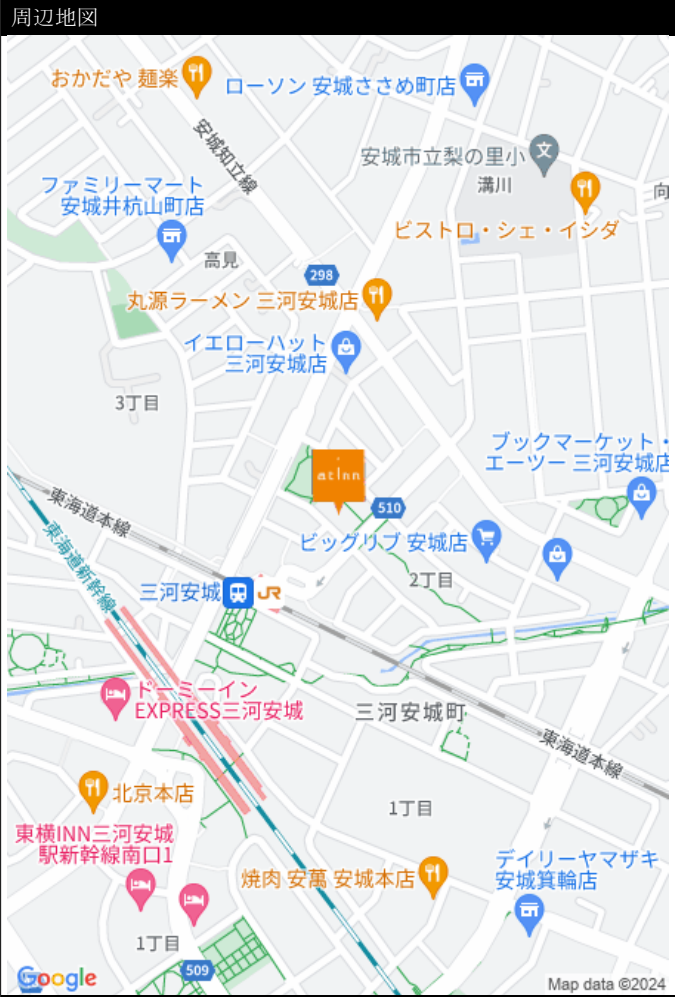 周辺地図
おかだや 麺楽
ローソン 安城ささめ町店
安城知立線
安城市立梨の里小
溝川
向
ファミリーマート
安城井杭山町店
ビストロ・シェ・イシダ
高見
298
丸源ラーメン 三河安城店
イエローハット
三河安城店
3丁目
ブックマーケット・
エーツー 三河安城店
atinn
東海道本線
510
ビッグリブ 安城店
東海道新幹線
2丁目
三河安城
JR
ドーミーイン
EXPRESS三河安城
三河安城町
東海道本線
北京本店
1丁目
東横INN三河安城
駅新幹線南口1
デイリーヤマザキ
安城箕輪店
焼肉 安萬 安城本店
1丁目
509
Google
Map data ©2024